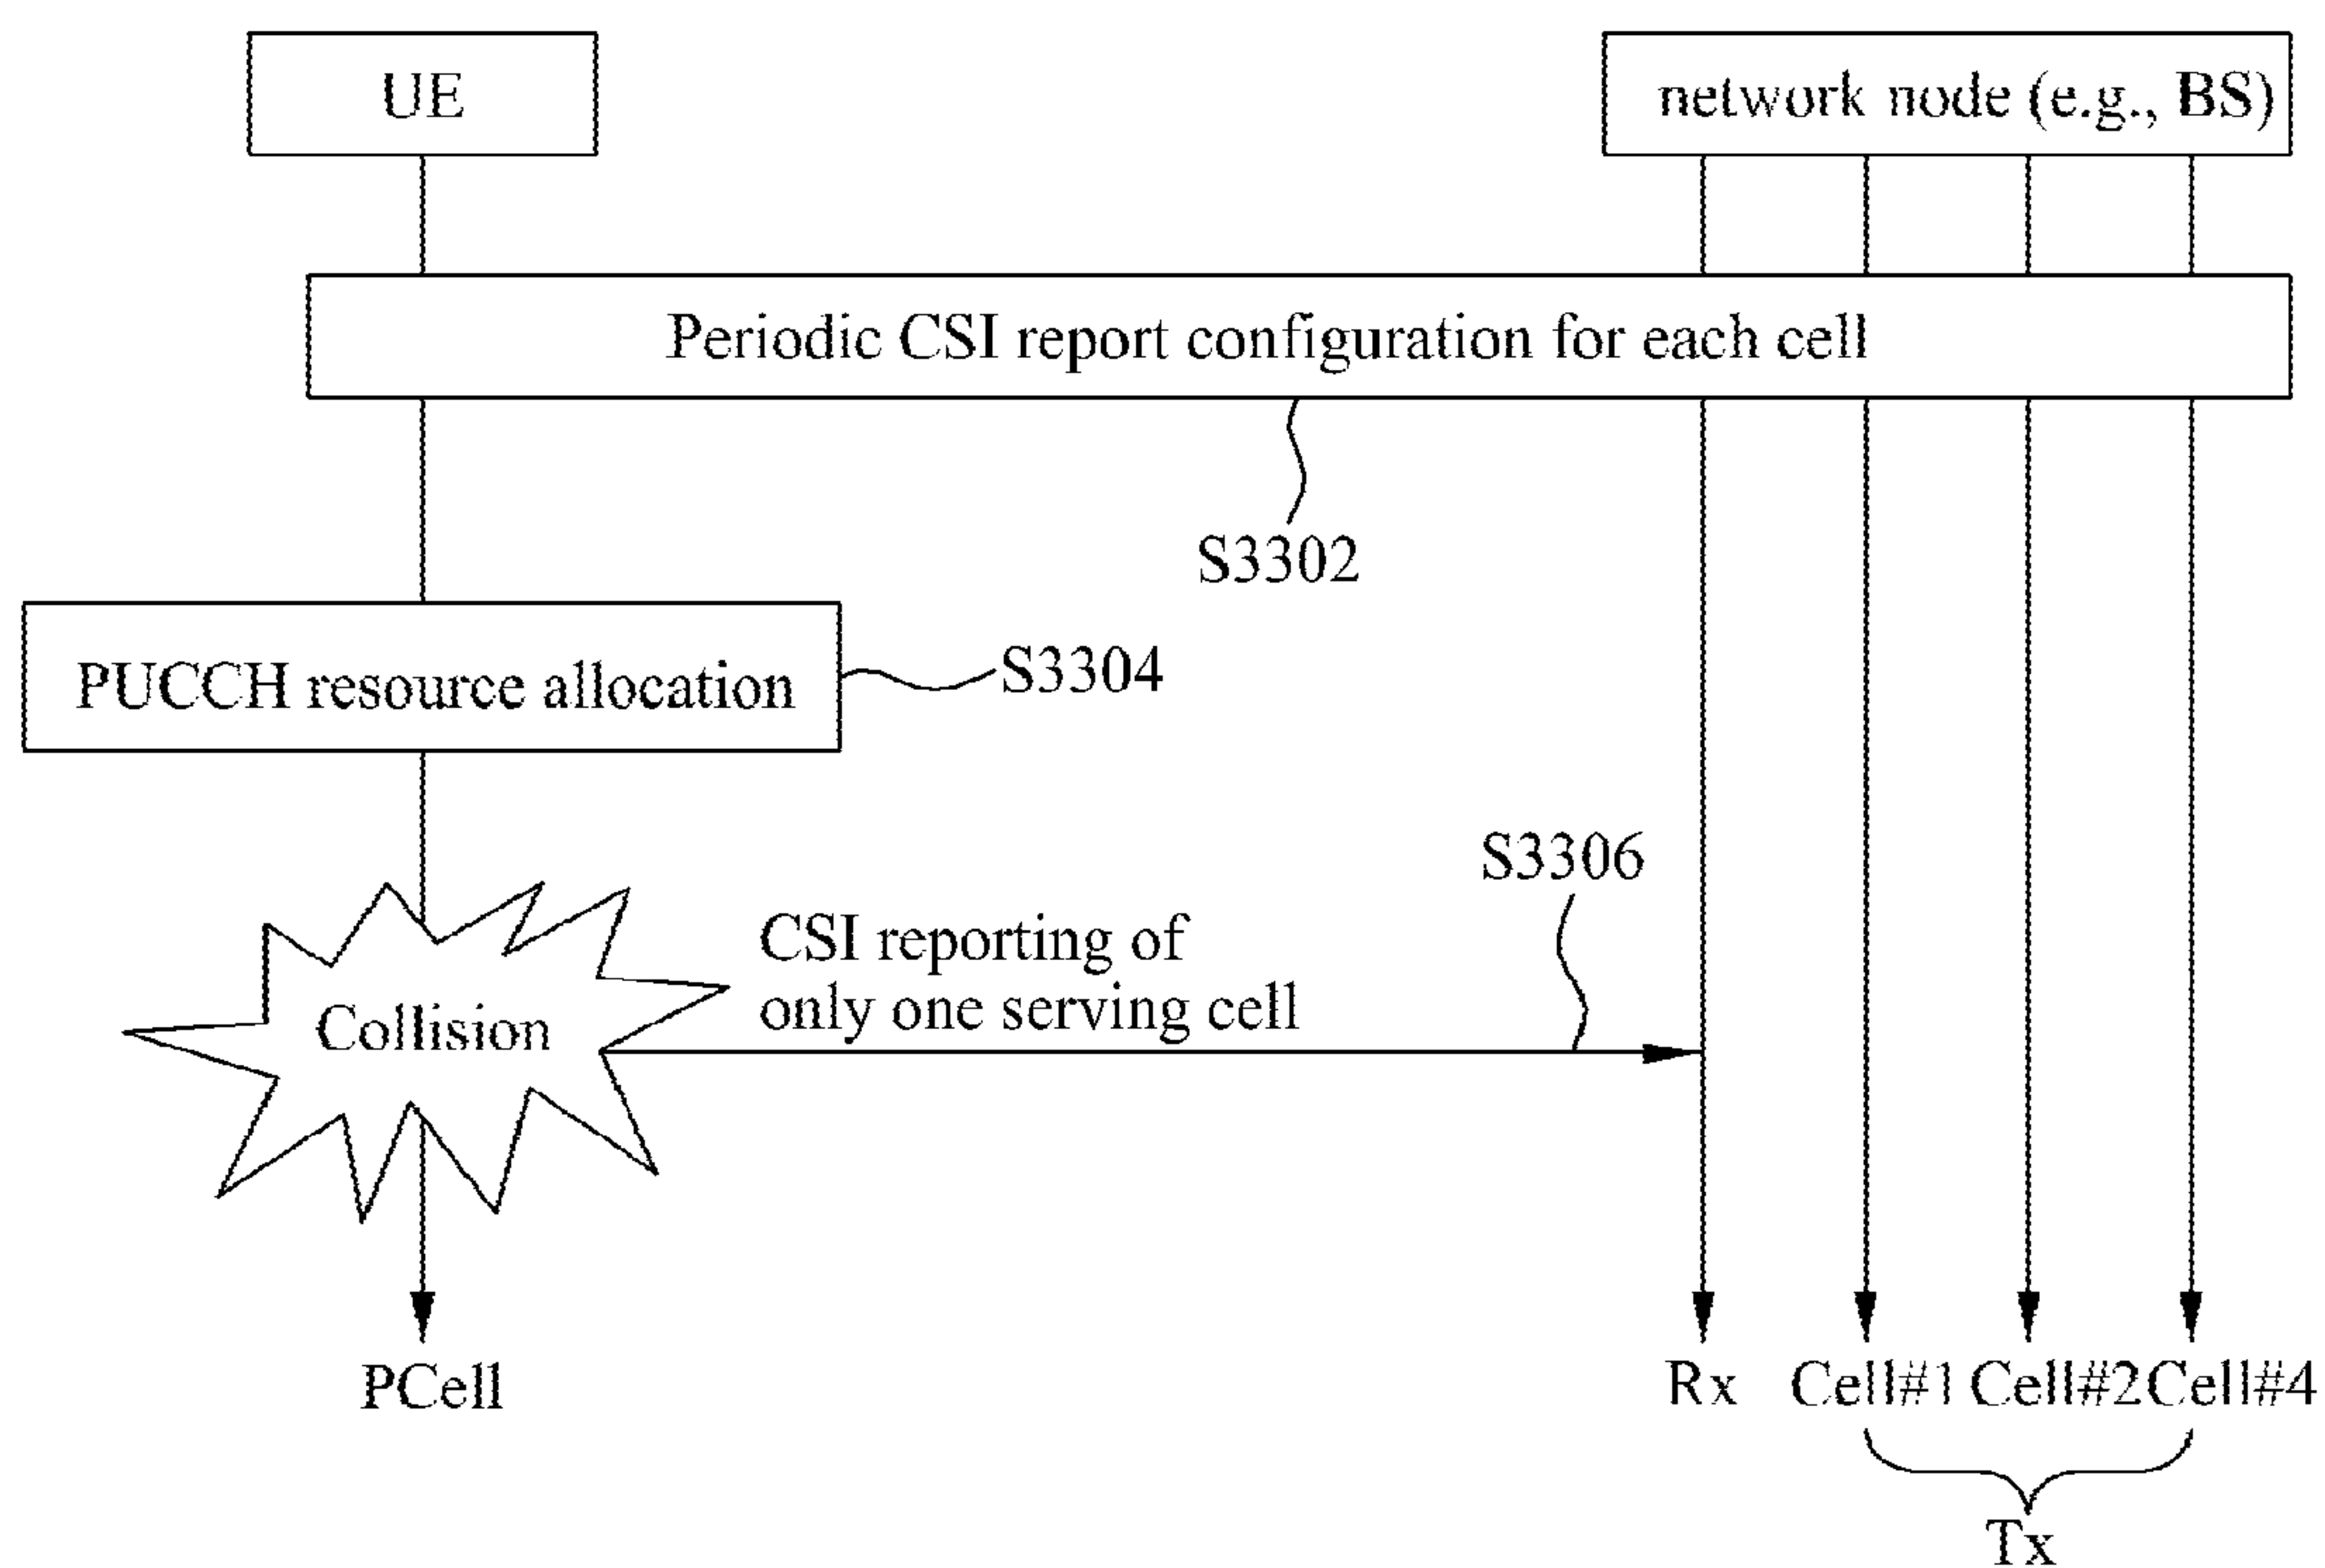 UE
network node (e.g., BS)
Periodic CSI report configuration for each cell
S3302
PUCCH resource allocation
S3304
S3306
CSI reporting of
only one serving cell
Collision
PCell
Rx
Cell#1
Cell#2
Cell#4
Tx